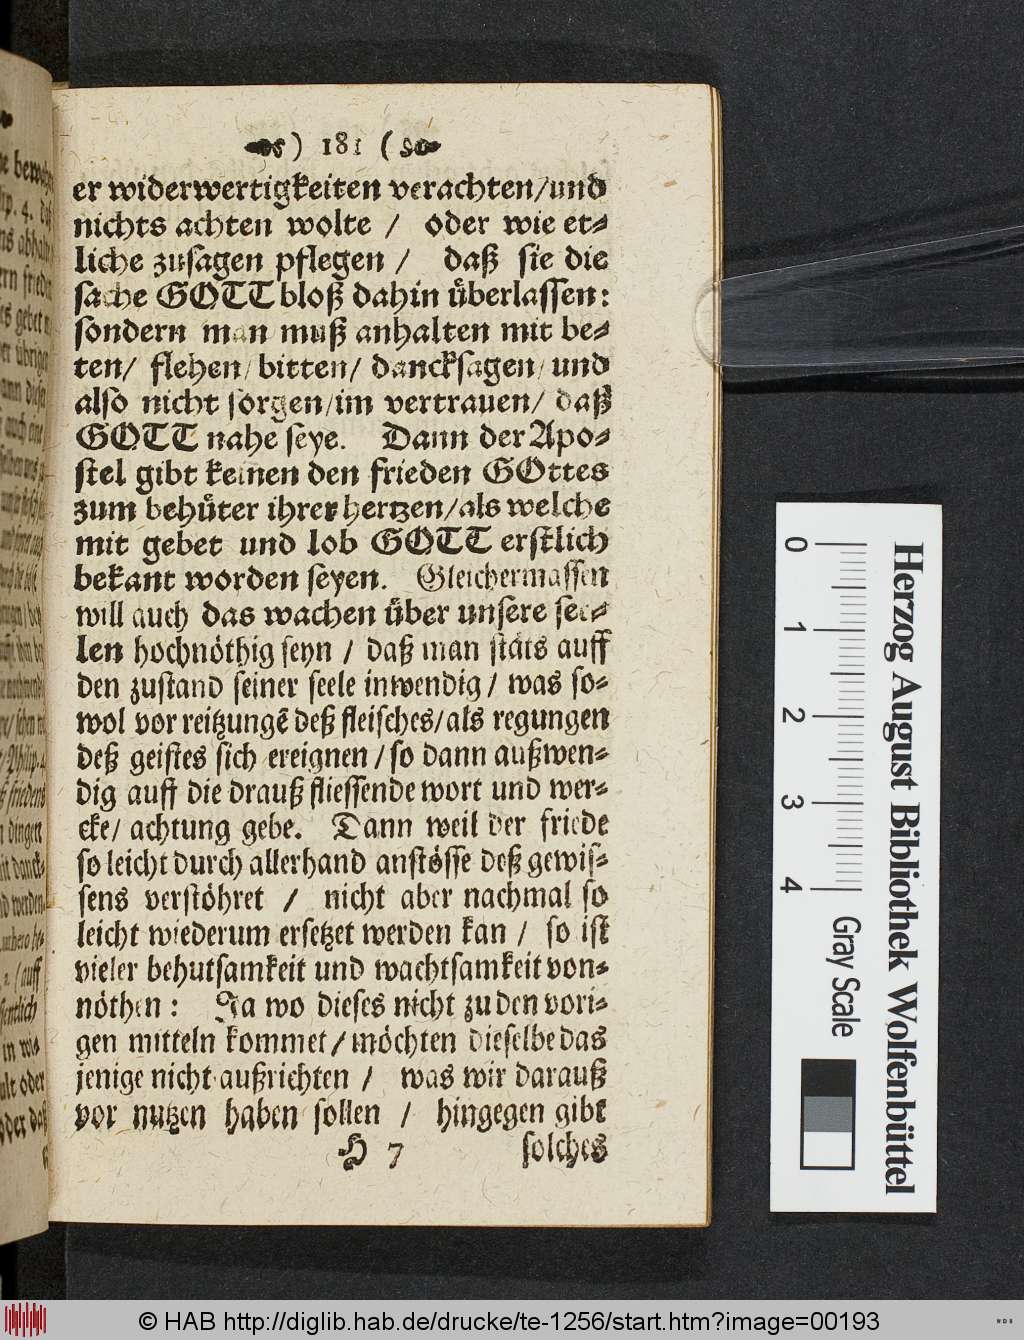 ) 181 (
er widerwertigkeiten verachten/und
nichts achten wolte / oder wie et⸗
liche zusagen pflegen / daß sie die
sache GOTT bloß dahin überlassen:
sondern man muß anhalten mit be⸗
ten/ flehen/ bitten/ dancksagen/ und
also nicht sorgen/im vertrauen/ daß
GOTT nahe seye. Dann der Apo⸗
stel gibt keinen den frieden GOttes
zum behüter ihrer hertzen/als welche
mit gebet und lob GOTT erstlich
bekant worden seyen. Gleichermassen
will auch das wachen über unsere see⸗
len hochnöthig seyn / daß man stäts auff
den zustand seiner seele inwendig / was so⸗
wol vor reitzungē deß fleisches/als regungen
deß geistes sich ereignen / so dann außwen⸗
dig auff die drauß fliessende wort und wer⸗
cke/ achtung gebe. Dann weil der friede
so leicht durch allerhand anstösse deß gewis⸗
sens verstöhret / nicht aber nachmal so
leicht wiederum ersetzet werden kan / so ist
vieler behutsamkeit und wachtsamkeit von⸗
nöthen : Ja wo dieses nicht zu den vori⸗
gen mitteln kommet / möchten dieselbe das
jenige nicht außrichten / was wir darauß
vor nutzen haben sollen / hingegen gibt
H 7 solches
0 1 2 3 4 Gray Scale
Herzog August Bibliothek Wolfenbüttel
© HAB http://diglib.hab.de/drucke/te-1256/start.htm?image=00193